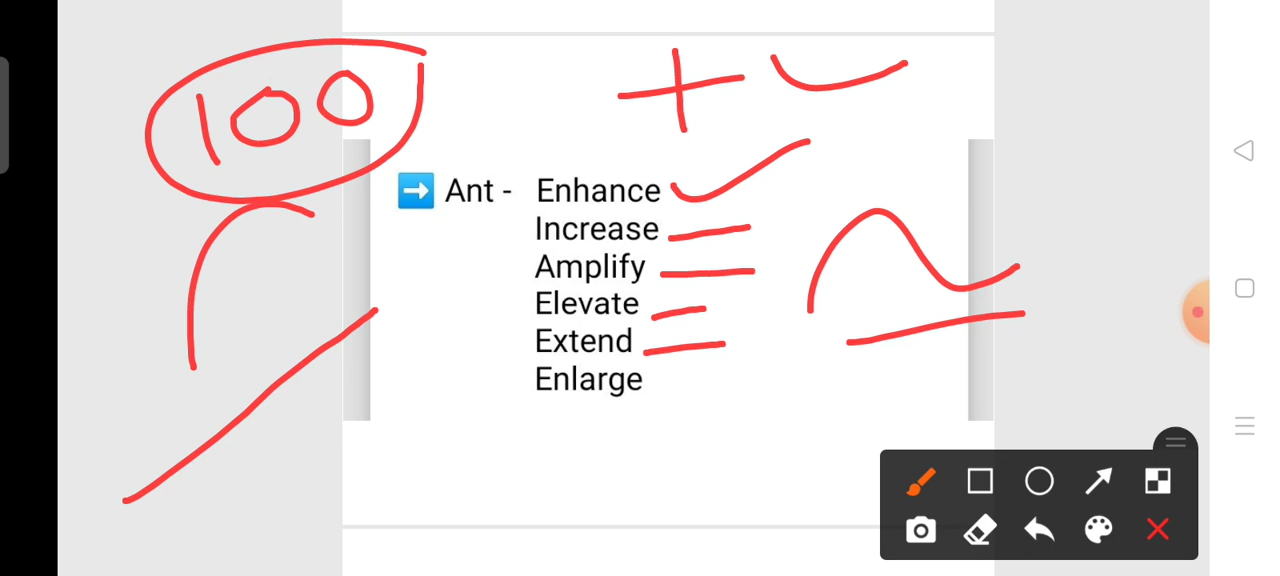 100
+
Ant - Enhance
Increase
Amplify
Elevate
Extend
Enlarge